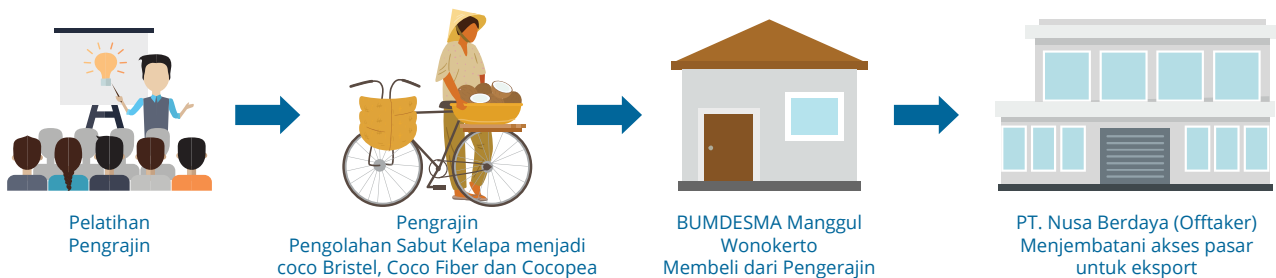 Pelatihan
Pengrajin
Pengrajin
Pengolahan Sabut Kelapa menjadi
coco Bristel, Coco Fiber dan Cocopea
BUMDESMA Manggul
Wonokerto
Membeli dari Pengerajin
PT. Nusa Berdaya (Offtaker)
Menjembatani akses pasar
untuk eksport